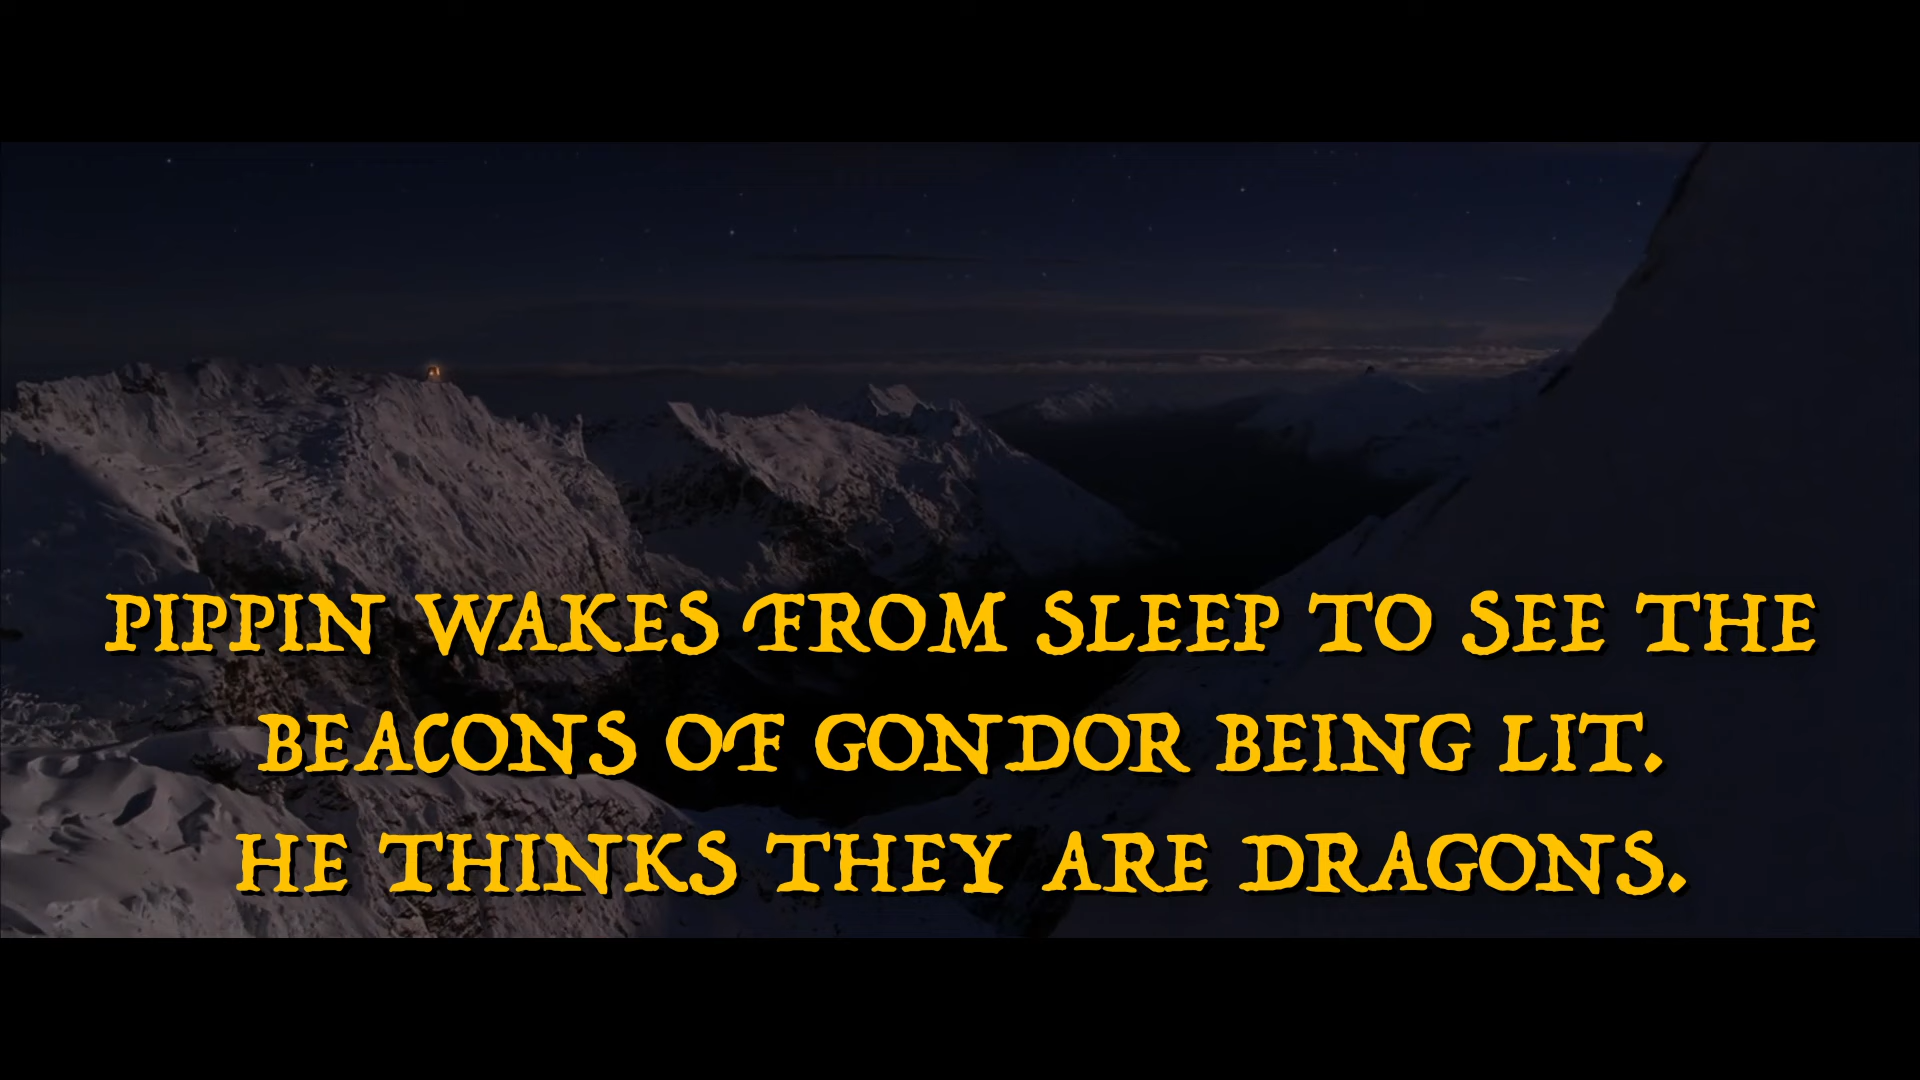 PIPPIN WAKES FROM SLEEP TO SEE THE
BEACONS OF GONDOR BEING LIT.
HE THINKS THEY ARE DRAGONS.